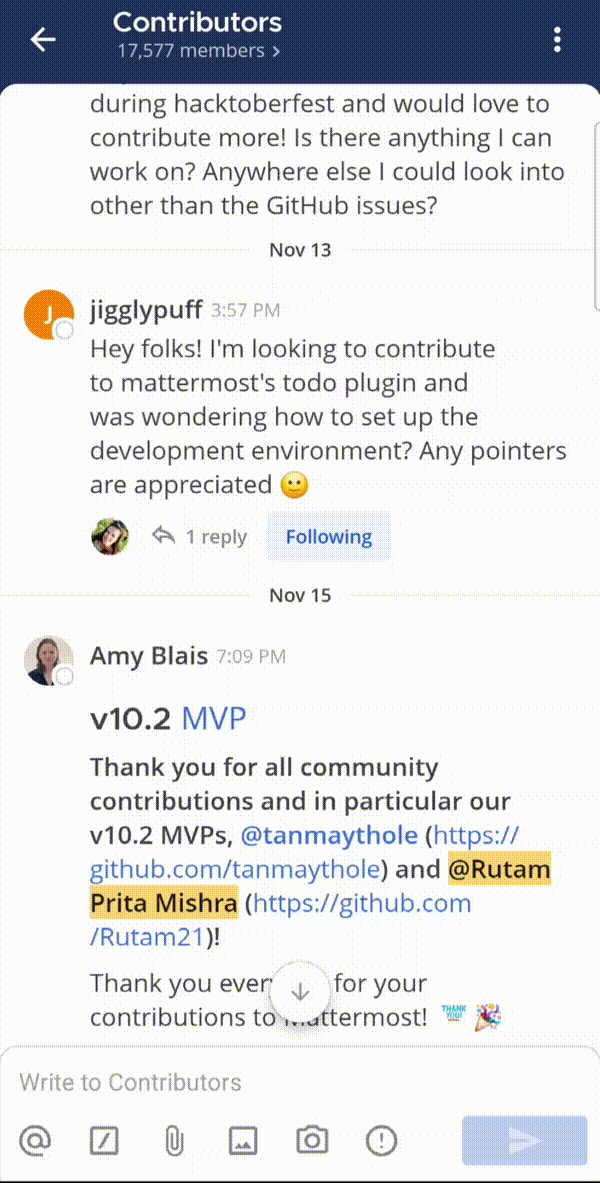 Contributors
17,577 members >
during hacktoberfest and would love to
contribute more! Is there anything I can
work on? Anywhere else I could look into
other than the GitHub issues?
Nov 13
J
jigglypuff 3:57 PM
Hey folks! I'm looking to contribute
to mattermost's todo plugin and
was wondering how to set up the
development environment? Any pointers
are appreciated 🙂
1 reply Following
Nov 15
Amy Blais 7:09 PM
v10.2 MVP
Thank you for all community
contributions and in particular our
v10.2 MVPs, @tanmaythole (https://
github.com/tanmaythole) and @Rutam
Prita Mishra (https://github.com
/Rutam21)!
Thank you for your
contributions to ! THANK YOU! 🎉
Write to Contributors